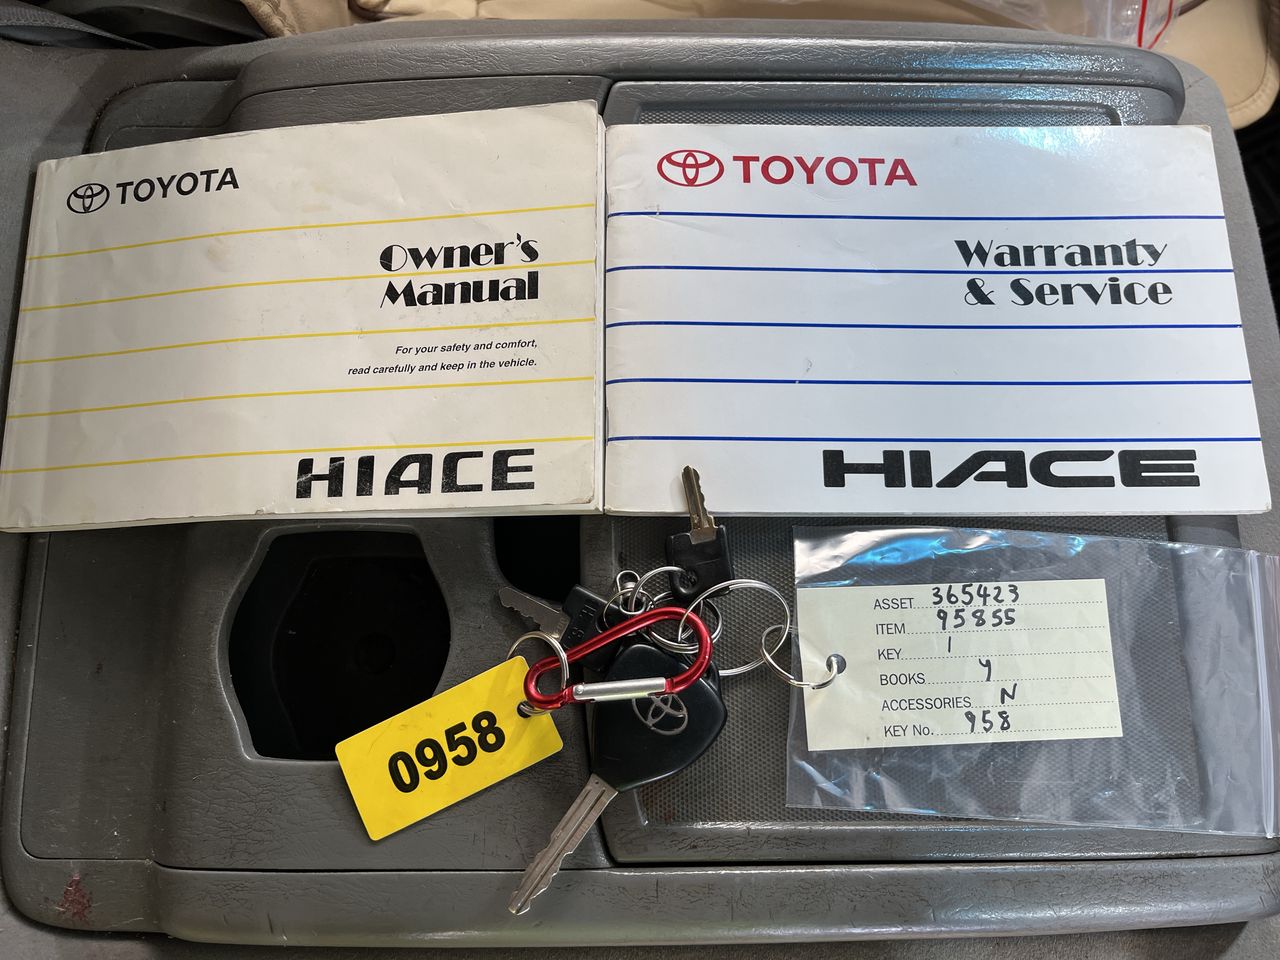 TOYOTA
Owner's
Manual
For your safety and comfort,
read carefully and keep in the vehicle.
HIACE
TOYOTA
Warranty
& Service
HIACE
ASSET 365423
ITEM 95855
KEY 1
BOOKS y
ACCESSORIES N
KEY No. 958
0958